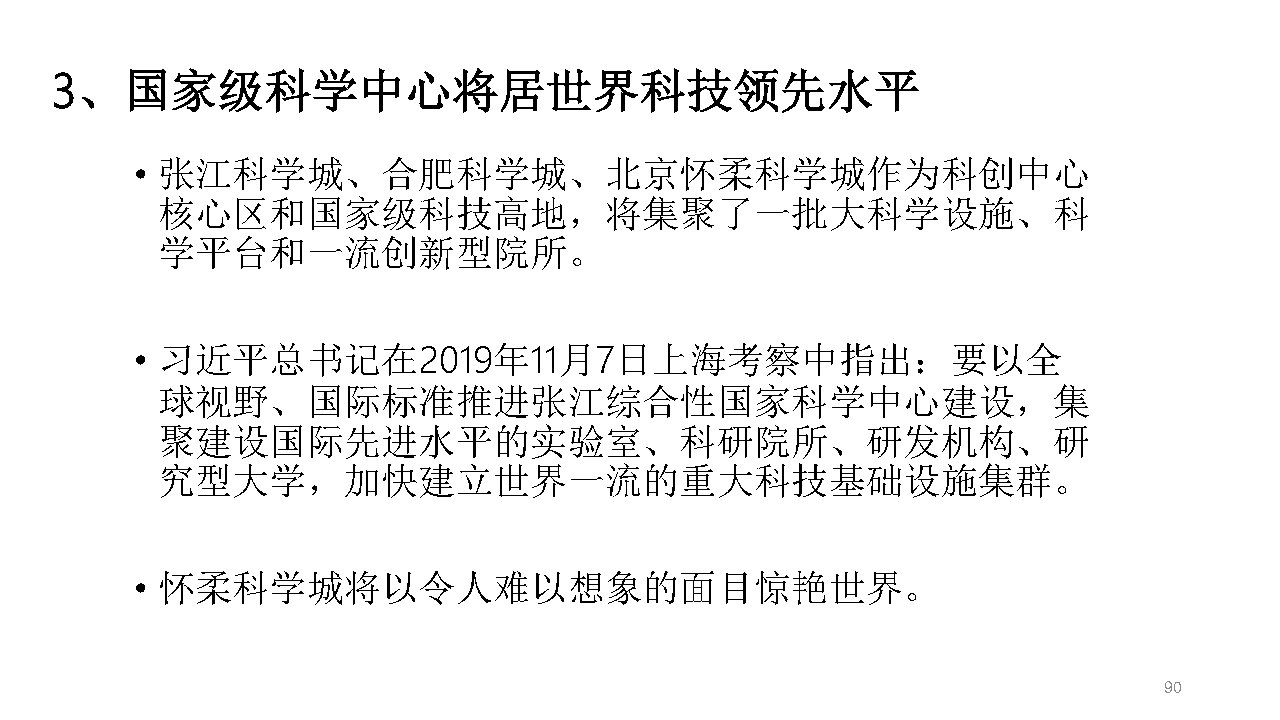 3、国家级科学中心将居世界科技领先水平
• 张江科学城、合肥科学城、北京怀柔科学城作为科创中心
核心区和国家级科技高地，将集聚了一批大科学设施、科
学平台和一流创新型院所。
• 习近平总书记在2019年11月7日上海考察中指出：要以全
球视野、国际标准推进张江综合性国家科学中心建设，集
聚建设国际先进水平的实验室、科研院所、研发机构、研
究型大学，加快建立世界一流的重大科技基础设施集群。
• 怀柔科学城将以令人难以想象的面目惊艳世界。
90